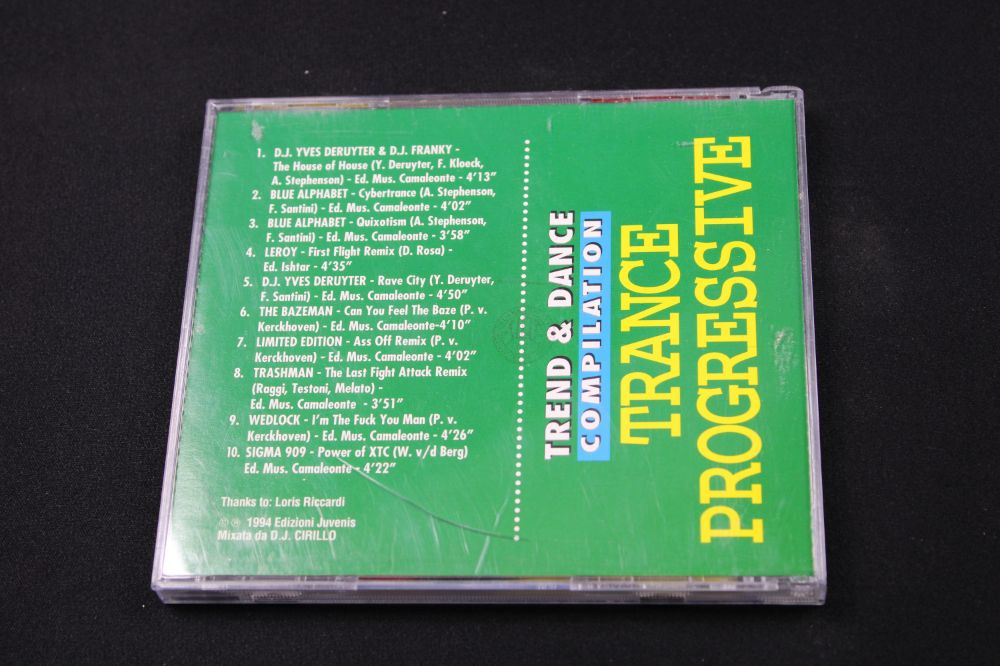 1. D.J. YVES DERUYTER & D.J. FRANKY -
The House of House (Y. Deruyter, F. Kloeck,
A. Stephenson) - Ed. Mus. Camaleonte - 4'13"
2. BLUE ALPHABET - Cybertrance (A. Stephenson,
F. Santini) - Ed. Mus. Camaleonte - 4'02"
3. BLUE ALPHABET - Quixotism (A. Stephenson,
F. Santini) - Ed. Mus. Camaleonte - 3'58"
4. LEROY - First Flight Remix (D. Rosa) -
Ed. Ishtar - 4'35"
5. D.J. YVES DERUYTER - Rave City (Y. Deruyter,
F. Santini) - Ed. Mus. Camaleonte - 4'50"
6. THE BAZEMAN - Can You Feel The Baze (P. v.
Kerckhoven) - Ed. Mus. Camaleonte-4'10"
7. LIMITED EDITION - Ass Off Remix (P. v.
Kerckhoven) - Ed. Mus. Camaleonte - 4'02"
8. TRASHMAN - The Last Fight Attack Remix
(Raggi, Testoni, Melato) -
Ed. Mus. Camaleonte - 3'51"
9. WEDLOCK - I'm The Fuck You Man (P. v.
Kerckhoven) - Ed. Mus. Camaleonte - 4'26"
10. SIGMA 909 - Power of XTC (W. v/d Berg)
Ed. Mus. Camaleonte - 4'22"
Thanks to: Loris Riccardi
© ℗ 1994 Edizioni Juvenis
Mixata da D.J. CIRILLO
TREND & DANCE
COMPILATION
TRANCE
PROGRESSIVE